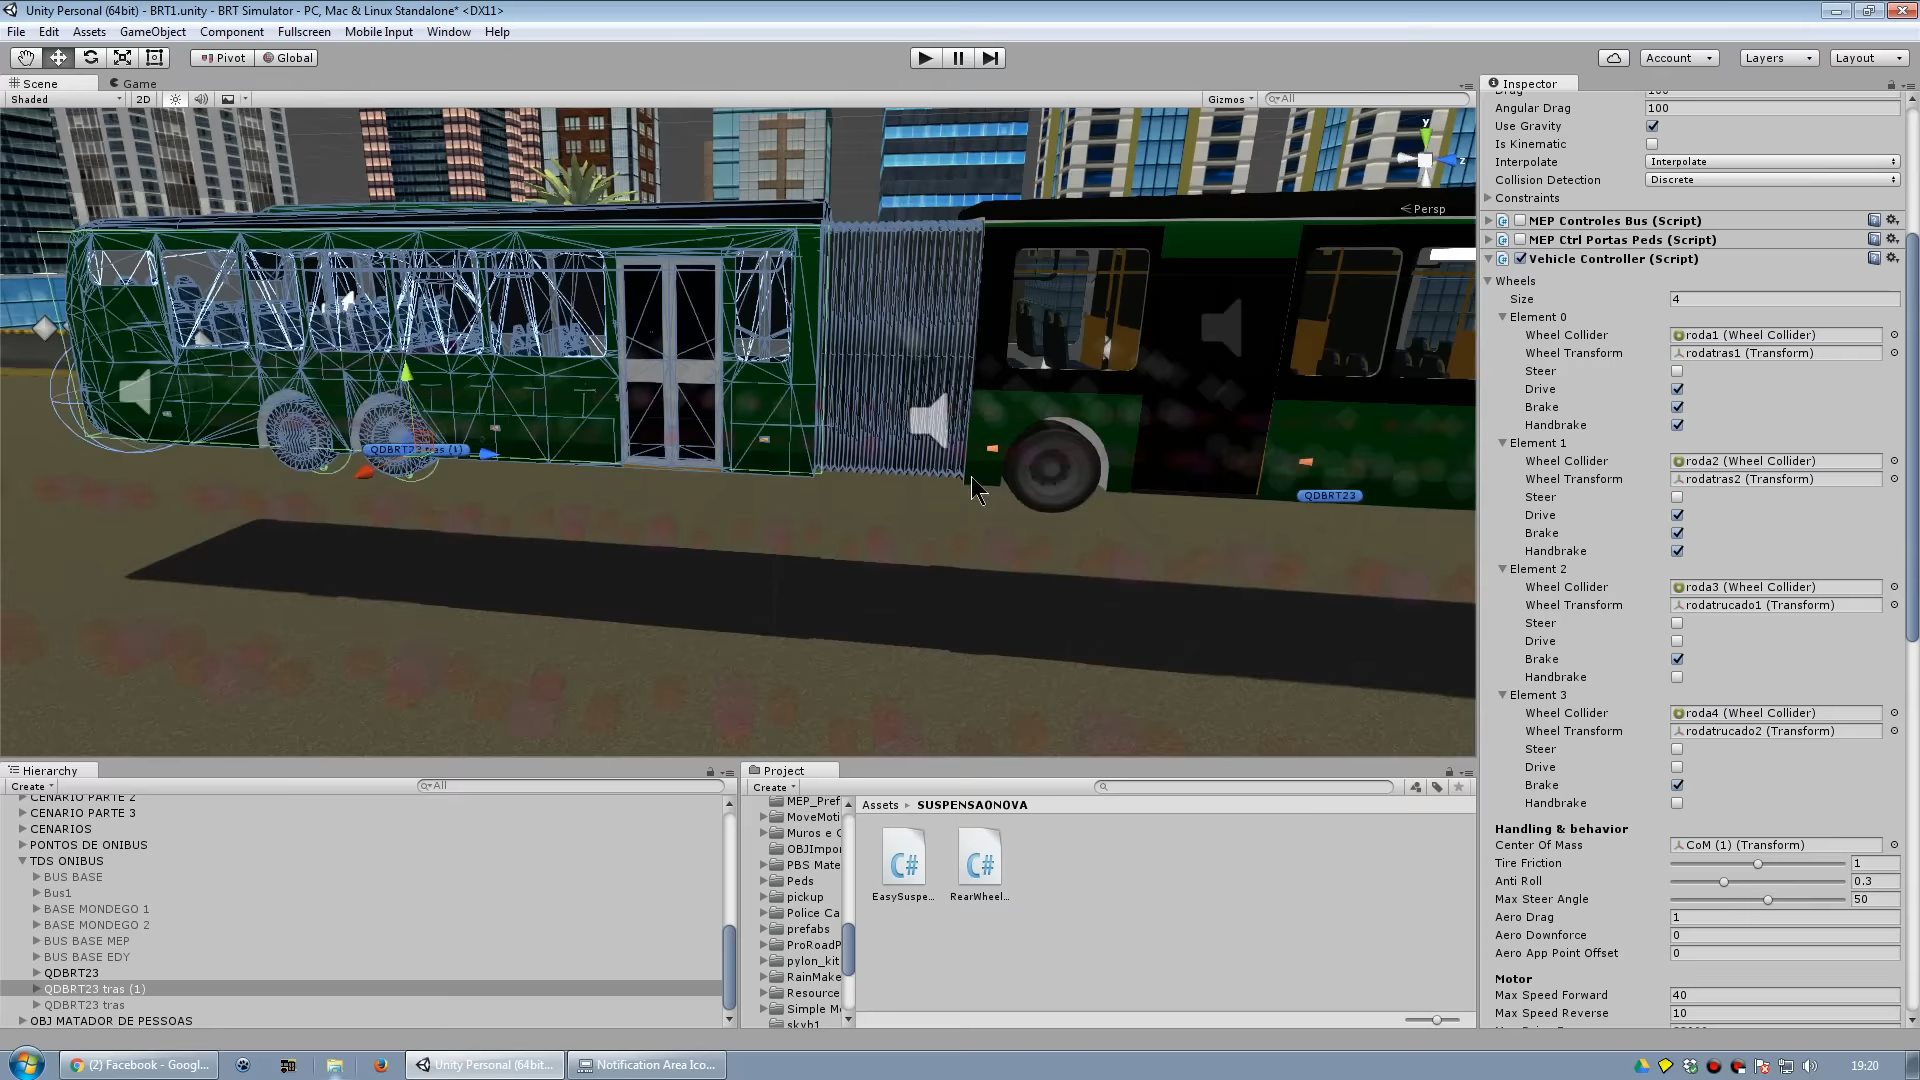 Unity Personal (64bit) - BRT1.unity - BRT Simulator - PC, Mac & Linux Standalone* <DX11>
File Edit Assets GameObject Component Fullscreen Mobile Input Window Help
Pivot Global
Account Layers Layout
Scene Game
Shaded 2D Gizmos All
y
z
Persp
QDBRT23 tras (1)
QDBRT23
Inspector
Angular Drag 100
Use Gravity
Is Kinematic
Interpolate Interpolate
Collision Detection Discrete
Constraints
MEP Controles Bus (Script)
MEP Ctrl Portas Peds (Script)
Vehicle Controller (Script)
Wheels
Size 4
Element 0
Wheel Collider roda1 (Wheel Collider)
Wheel Transform rodatras1 (Transform)
Steer
Drive
Brake
Handbrake
Element 1
Wheel Collider roda2 (Wheel Collider)
Wheel Transform rodatras2 (Transform)
Steer
Drive
Brake
Handbrake
Element 2
Wheel Collider roda3 (Wheel Collider)
Wheel Transform rodatrucado1 (Transform)
Steer
Drive
Brake
Handbrake
Element 3
Wheel Collider roda4 (Wheel Collider)
Wheel Transform rodatrucado2 (Transform)
Steer
Drive
Brake
Handbrake
Handling & behavior
Center Of Mass CoM (1) (Transform)
Tire Friction 1
Anti Roll 0.3
Max Steer Angle 50
Aero Drag 1
Aero Downforce 0
Aero App Point Offset 0
Motor
Max Speed Forward 40
Max Speed Reverse 10
Hierarchy
Create All
CENARIO PARTE 2
CENARIO PARTE 3
CENARIOS
PONTOS DE ONIBUS
TDS ONIBUS
BUS BASE
Bus1
BASE MONDEGO 1
BASE MONDEGO 2
BUS BASE MEP
BUS BASE EDY
QDBRT23
QDBRT23 tras (1)
QDBRT23 tras
OBJ MATADOR DE PESSOAS
Project
Create
MEP_Pref
MoveMoti
Muros e C
OBJImpor
PBS Mate
Peds
pickup
Police Ca
prefabs
ProRoadP
pylon_kit
RainMake
Resource
Simple M
skyb1
Assets SUSPENSAONOVA
C# C#
EasySuspe... RearWheel...
(2) Facebook - Googl... Unity Personal (64bit... Notification Area Ico... 19:20